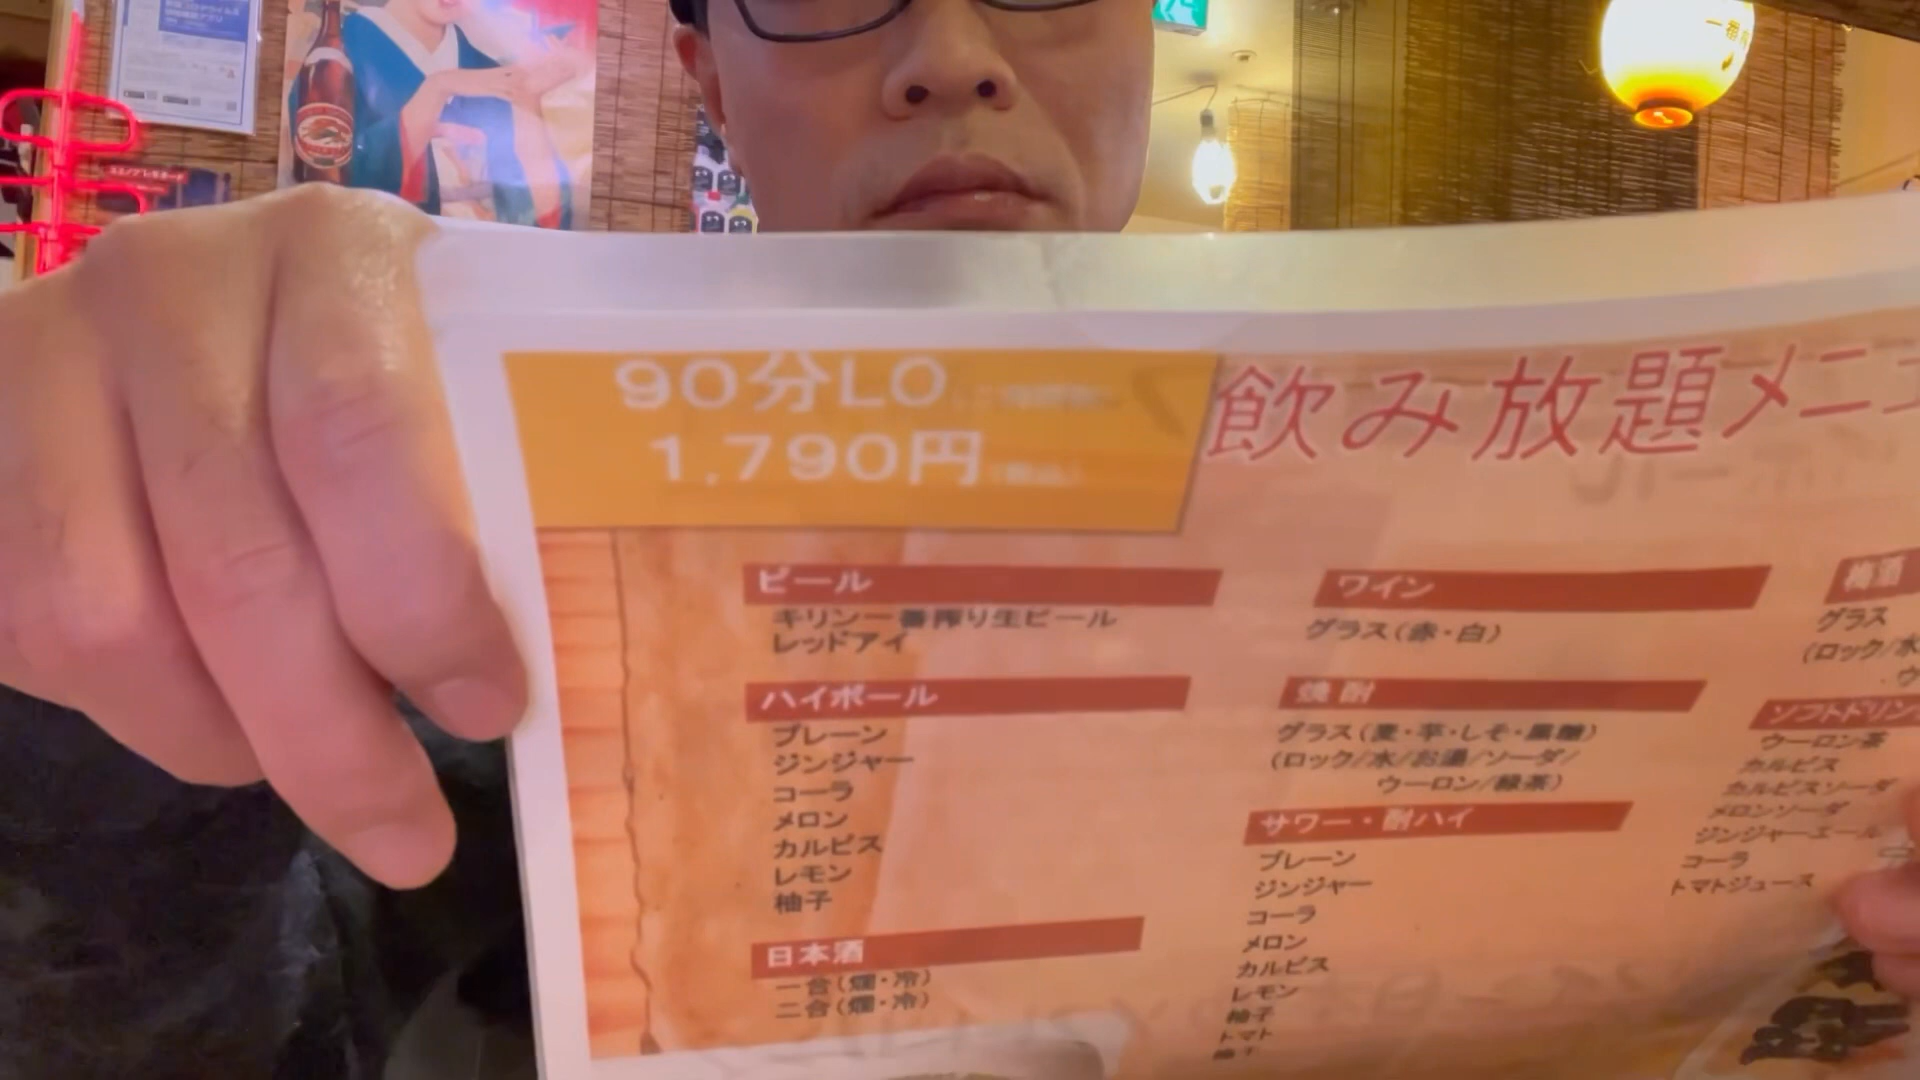 90分LO
1,790円
飲み放題メニュ
ビール
キリン一番搾り生ビール
レッドアイ
ハイボール
プレーン
ジンジャー
コーラ
メロン
カルピス
レモン
柚子
日本酒
一合(燗・冷)
二合(燗・冷)
ワイン
グラス(赤・白)
焼酎
グラス(麦・芋・しそ・黒糖)
(ロック/水/お湯/ソーダ/
ウーロン/緑茶)
サワー・酎ハイ
プレーン
ジンジャー
コーラ
メロン
カルピス
レモン
柚子
トマト
梅酒
グラス
(ロック/水
ソフトドリン
ウーロン茶
カルピス
カルピスソーダ
メロンソーダ
ジンジャーエール
コーラ
トマトジュース